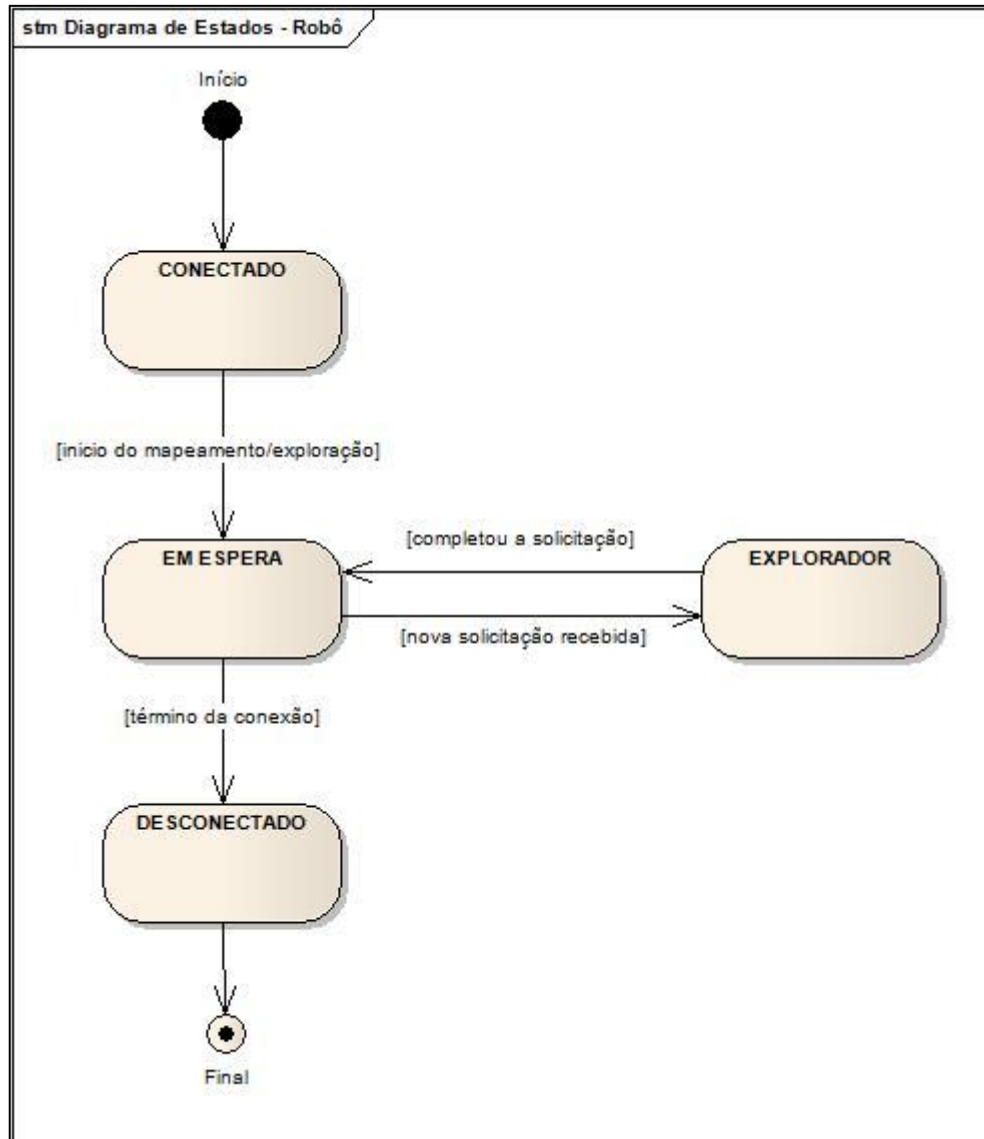 stm Diagrama de Estados - Robô
Início
CONECTADO
[inicio do mapeamento/exploração]
EM ESPERA
[completou a solicitação]
EXPLORADOR
[nova solicitação recebida]
[término da conexão]
DESCONECTADO
Final